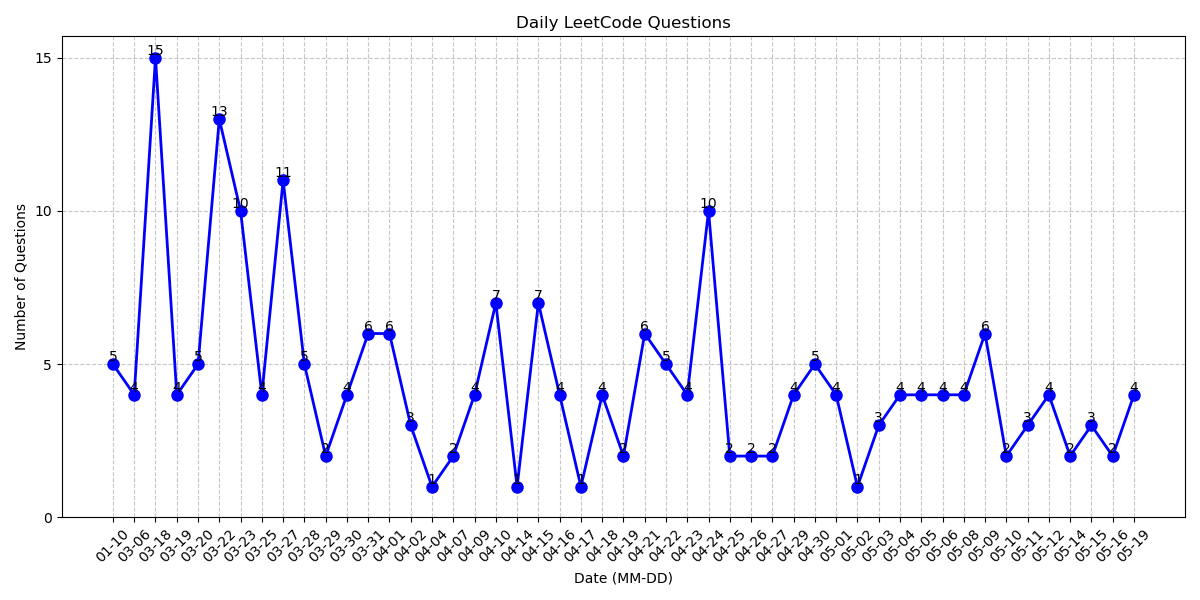 Daily LeetCode Questions
Number of Questions
15
10
5
0
5 4 15 4 5 13 10 4 11 5 2 4 6 6 3 1 2 4 7 1 7 4 1 4 2 6 5 4 10 2 2 2 4 5 4 1 3 4 4 4 4 6 2 3 4 2 3 2 4
01-10 03-06 03-18 03-19 03-20 03-22 03-23 03-25 03-27 03-28 03-29 03-30 03-31 04-01 04-02 04-04 04-07 04-09 04-10 04-14 04-15 04-16 04-17 04-18 04-19 04-21 04-22 04-23 04-24 04-25 04-26 04-27 04-29 04-30 05-01 05-02 05-03 05-04 05-05 05-06 05-08 05-09 05-10 05-11 05-12 05-14 05-15 05-16 05-19
Date (MM-DD)